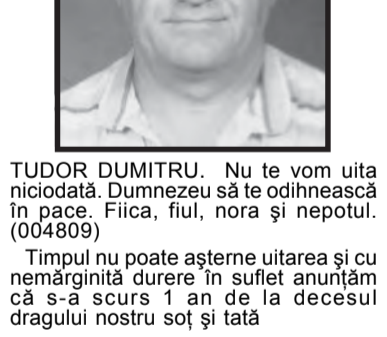 TUDOR DUMITRU. Nu te vom uita
niciodată. Dumnezeu să te odihnească
în pace. Fiica, fiul, nora şi nepotul.
(004809)
Timpul nu poate aşterne uitarea şi cu
nemărginită durere în suflet anunţăm
că s-a scurs 1 an de la decesul
dragului nostru soţ şi tată